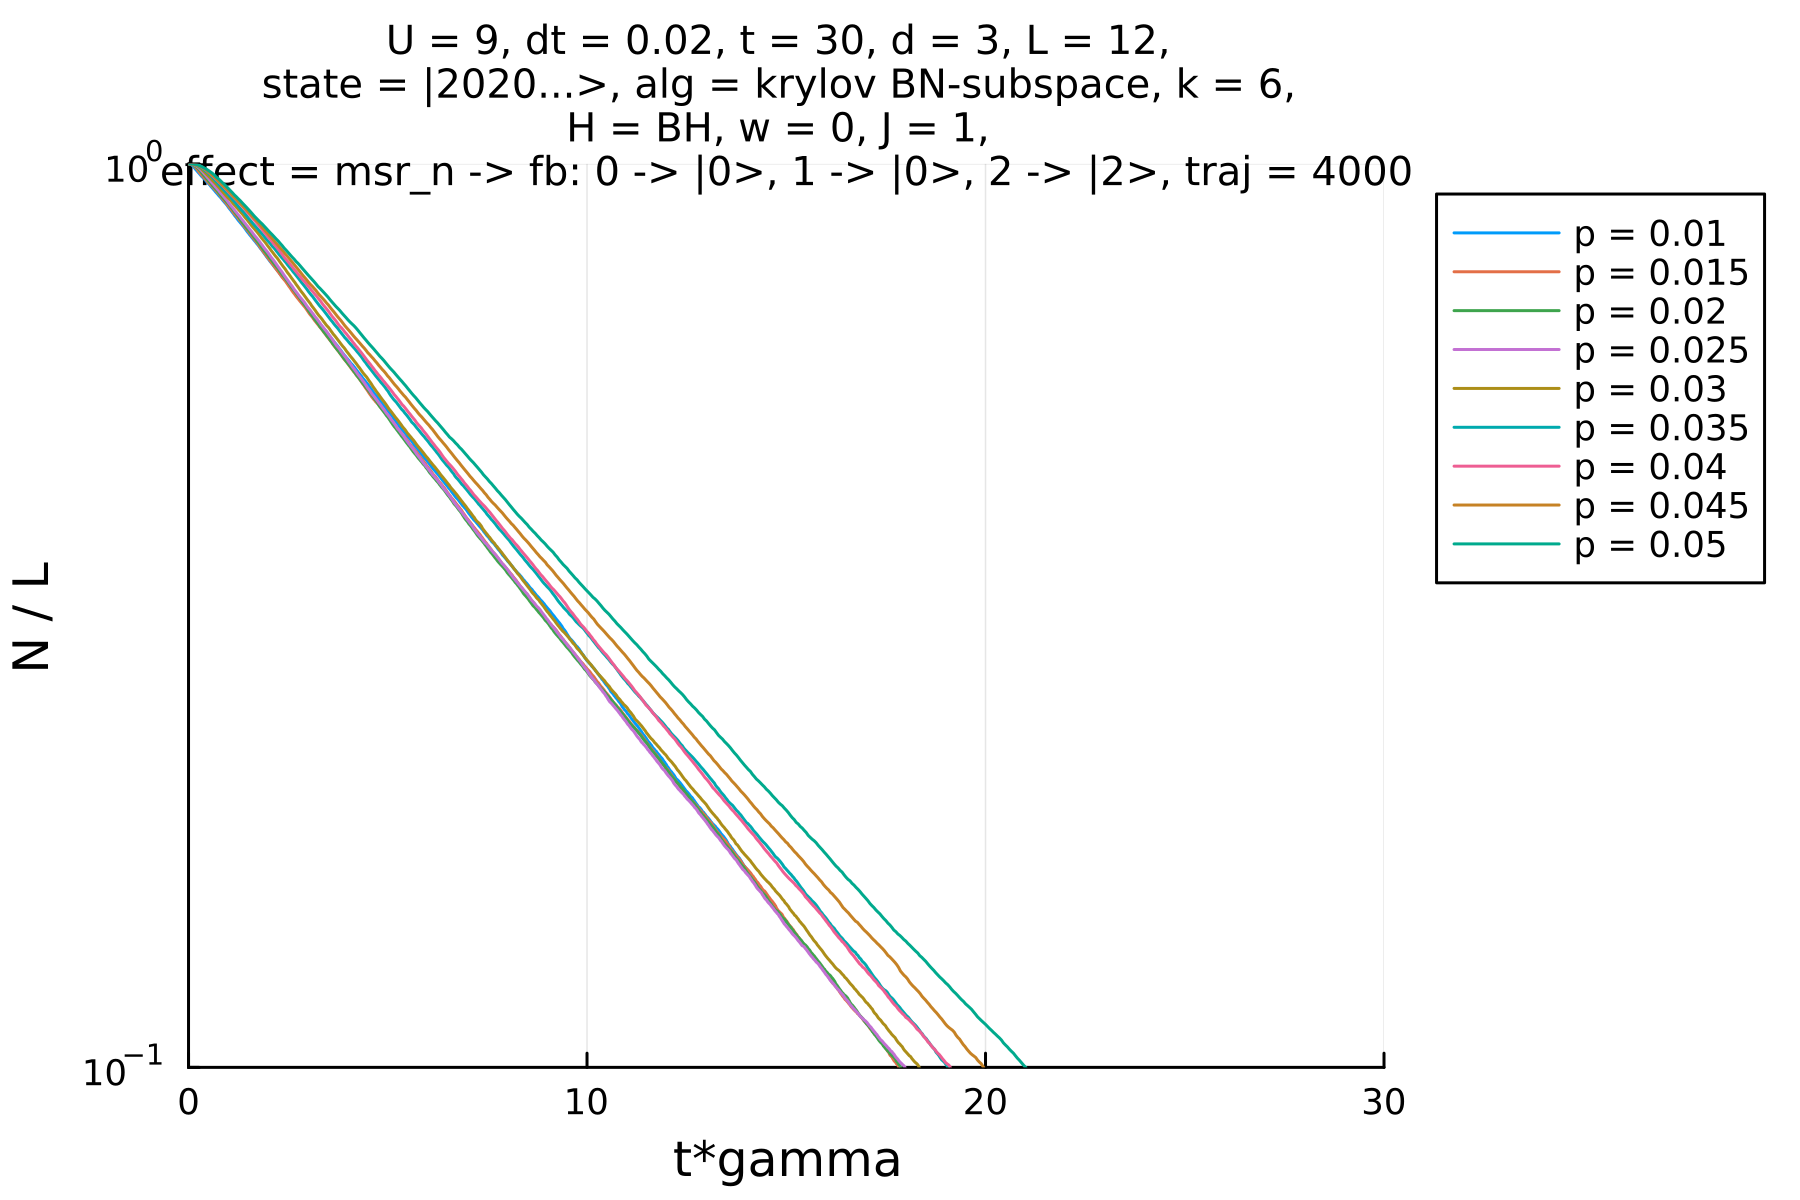 U = 9, dt = 0.02, t = 30, d = 3, L = 12,
state = |2020...>, alg = krylov BN-subspace, k = 6,
H = BH, w = 0, J = 1,
effect = msr_n -> fb: 0 -> |0>, 1 -> |0>, 2 -> |2>, traj = 4000
10⁰
p = 0.01
p = 0.015
p = 0.02
p = 0.025
p = 0.03
p = 0.035
p = 0.04
p = 0.045
p = 0.05
N / L
10⁻¹
0 10 20 30
t*gamma